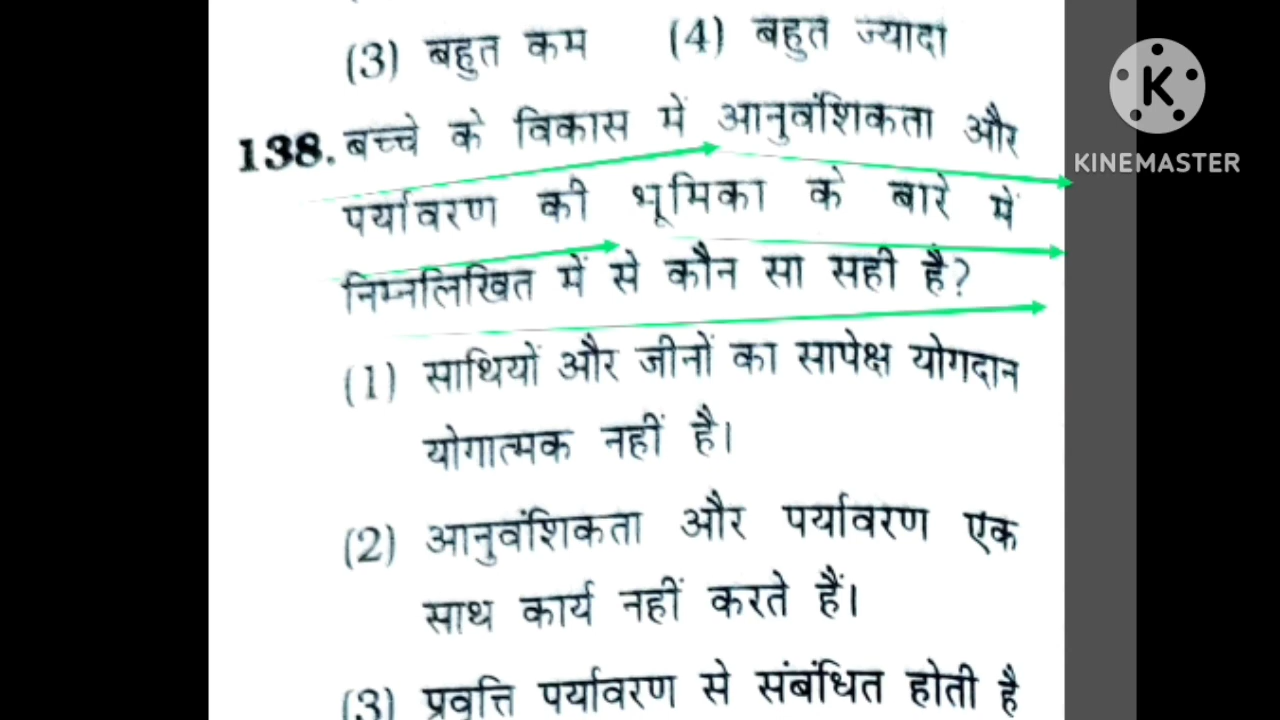 (3) बहुत कम (4) बहुत ज्यादा
138. बच्चे के विकास में आनुवंशिकता और
पर्यावरण की भूमिका के बारे में
निम्नलिखित में से कौन सा सही है?
(1) साथियों और जीनों का सापेक्ष योगदान
योगात्मक नहीं है।
(2) आनुवंशिकता और पर्यावरण एक
साथ कार्य नहीं करते हैं।
(3) प्रवृत्ति पर्यावरण से संबंधित होती है
K
KINEMASTER